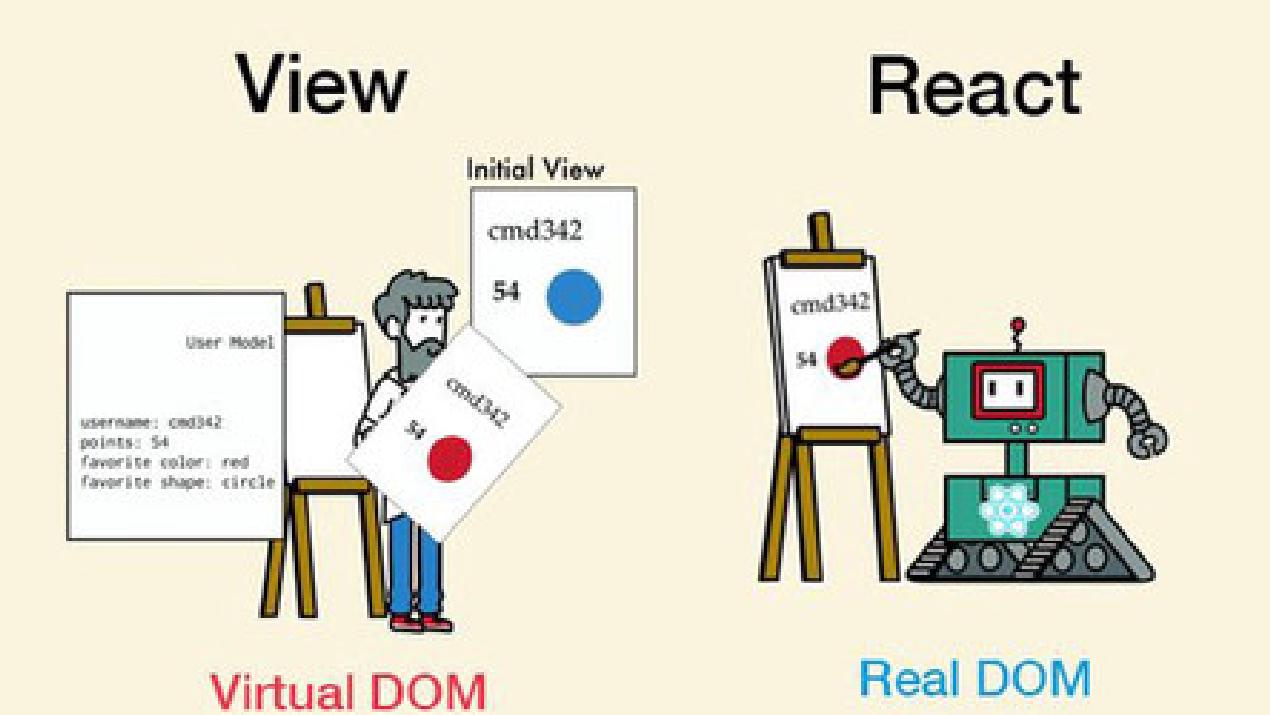 View
React
Initial View
cmd342
54
User Model
username: cmd342
points: 54
favorite color: red
favorite shape: circle
cmd342
54
cmd342
54
Virtual DOM
Real DOM